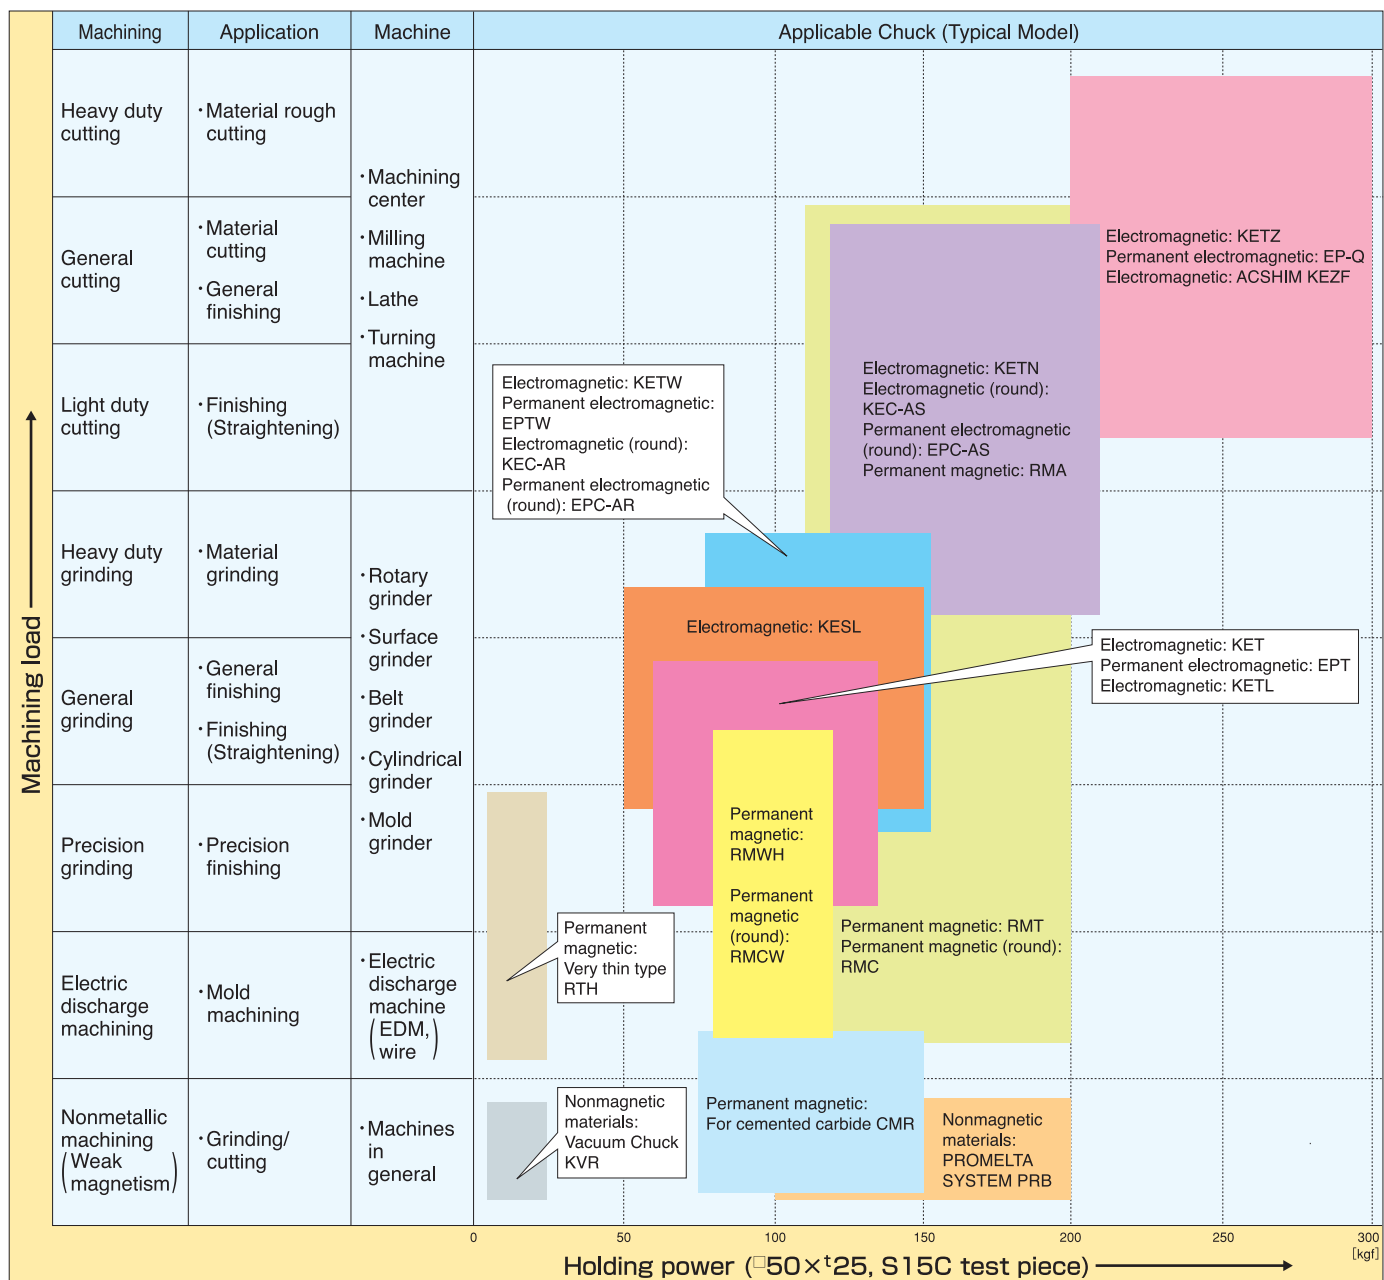 Machining
Application
Machine
Applicable Chuck (Typical Model)
Heavy duty
cutting
・Material rough
cutting
・Machining
center
・Milling
machine
・Lathe
・Turning
machine
General
cutting
・Material
cutting
・General
finishing
Light duty
cutting
・Finishing
(Straightening)
Heavy duty
grinding
・Material
grinding
・Rotary
grinder
・Surface
grinder
・Belt
grinder
・Cylindrical
grinder
・Mold
grinder
General
grinding
・General
finishing
・Finishing
(Straightening)
Precision
grinding
・Precision
finishing
Electric
discharge
machining
・Mold
machining
・Electric
discharge
machine
(EDM,
wire)
Nonmetallic
machining
(Weak
magnetism)
・Grinding/
cutting
・Machines
in
general
Electromagnetic: KETZ
Permanent electromagnetic: EP-Q
Electromagnetic: ACSHIM KEZF
Electromagnetic: KETN
Electromagnetic (round):
KEC-AS
Permanent electromagnetic
(round): EPC-AS
Permanent magnetic: RMA
Electromagnetic: KETW
Permanent electromagnetic:
EPTW
Electromagnetic (round):
KEC-AR
Permanent electromagnetic
(round): EPC-AR
Electromagnetic: KESL
Electromagnetic: KET
Permanent electromagnetic: EPT
Electromagnetic: KETL
Permanent
magnetic:
RMWH
Permanent
magnetic
(round):
RMCW
Permanent magnetic: RMT
Permanent magnetic (round):
RMC
Permanent
magnetic:
Very thin type
RTH
Nonmagnetic
materials:
Vacuum Chuck
KVR
Permanent magnetic:
For cemented carbide CMR
Nonmagnetic
materials:
PROMELTA
SYSTEM PRB
Machining load
0
50
100
150
200
250
300
[kgf]
Holding power (□50×t25, S15C test piece)